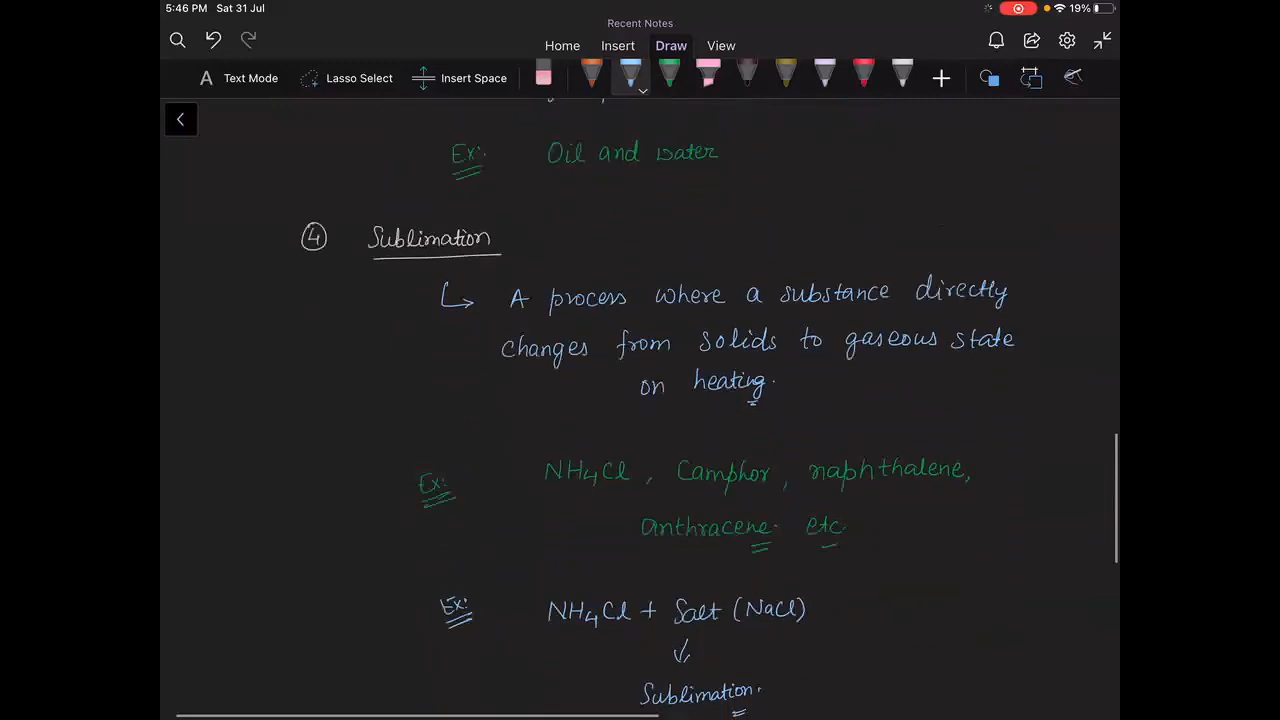 5:46 PM Sat 31 Jul
19%
Recent Notes
Home Insert Draw View
Text Mode Lasso Select Insert Space
Ex: Oil and water
4 Sublimation
↳ A process where a substance directly
changes from solids to gaseous state
on heating.
Ex: NH4Cl, Camphor, naphthalene,
anthracene. etc
Ex: NH4Cl + Salt (NaCl)
↓
Sublimation.